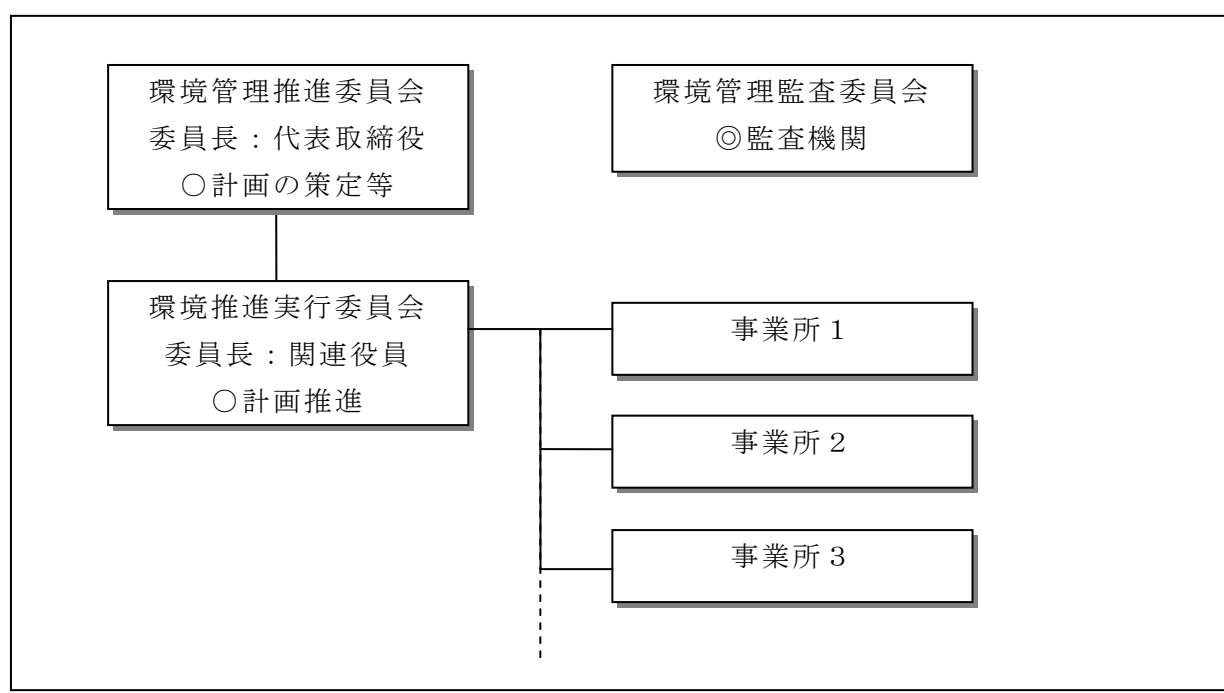 環境管理推進委員会
委員長：代表取締役
○計画の策定等
環境管理監査委員会
◎監査機関
環境推進実行委員会
委員長：関連役員
○計画推進
事業所１
事業所２
事業所３